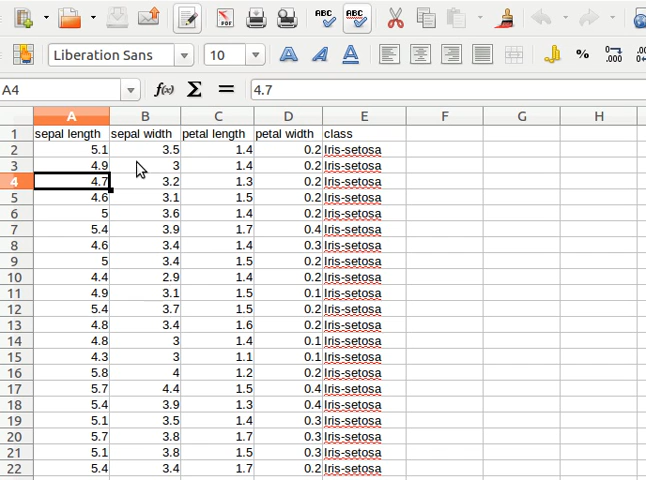 ABC ABC
Liberation Sans 10 % 0.000
A4 f(x) Σ = 4.7
A B C D E F G H
1 sepal length sepal width petal length petal width class
2 5.1 3.5 1.4 0.2 Iris-setosa
3 4.9 3 1.4 0.2 Iris-setosa
4 4.7 3.2 1.3 0.2 Iris-setosa
5 4.6 3.1 1.5 0.2 Iris-setosa
6 5 3.6 1.4 0.2 Iris-setosa
7 5.4 3.9 1.7 0.4 Iris-setosa
8 4.6 3.4 1.4 0.3 Iris-setosa
9 5 3.4 1.5 0.2 Iris-setosa
10 4.4 2.9 1.4 0.2 Iris-setosa
11 4.9 3.1 1.5 0.1 Iris-setosa
12 5.4 3.7 1.5 0.2 Iris-setosa
13 4.8 3.4 1.6 0.2 Iris-setosa
14 4.8 3 1.4 0.1 Iris-setosa
15 4.3 3 1.1 0.1 Iris-setosa
16 5.8 4 1.2 0.2 Iris-setosa
17 5.7 4.4 1.5 0.4 Iris-setosa
18 5.4 3.9 1.3 0.4 Iris-setosa
19 5.1 3.5 1.4 0.3 Iris-setosa
20 5.7 3.8 1.7 0.3 Iris-setosa
21 5.1 3.8 1.5 0.3 Iris-setosa
22 5.4 3.4 1.7 0.2 Iris-setosa